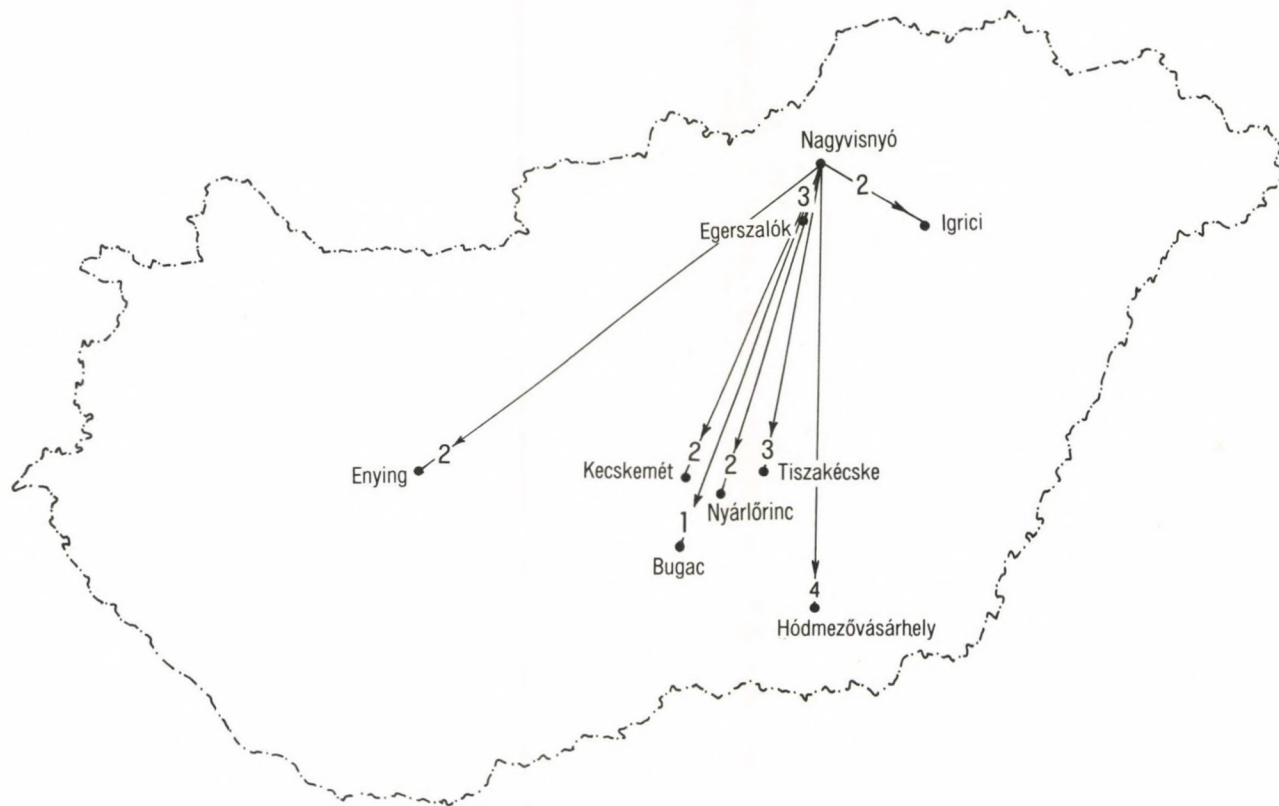 Nagyvisnyó
2
3
Egerszalók
Igrici
2
2
2
3
Enying
Kecskemét
Tiszakécske
Nyárlőrinc
1
Bugac
4
Hódmezővásárhely